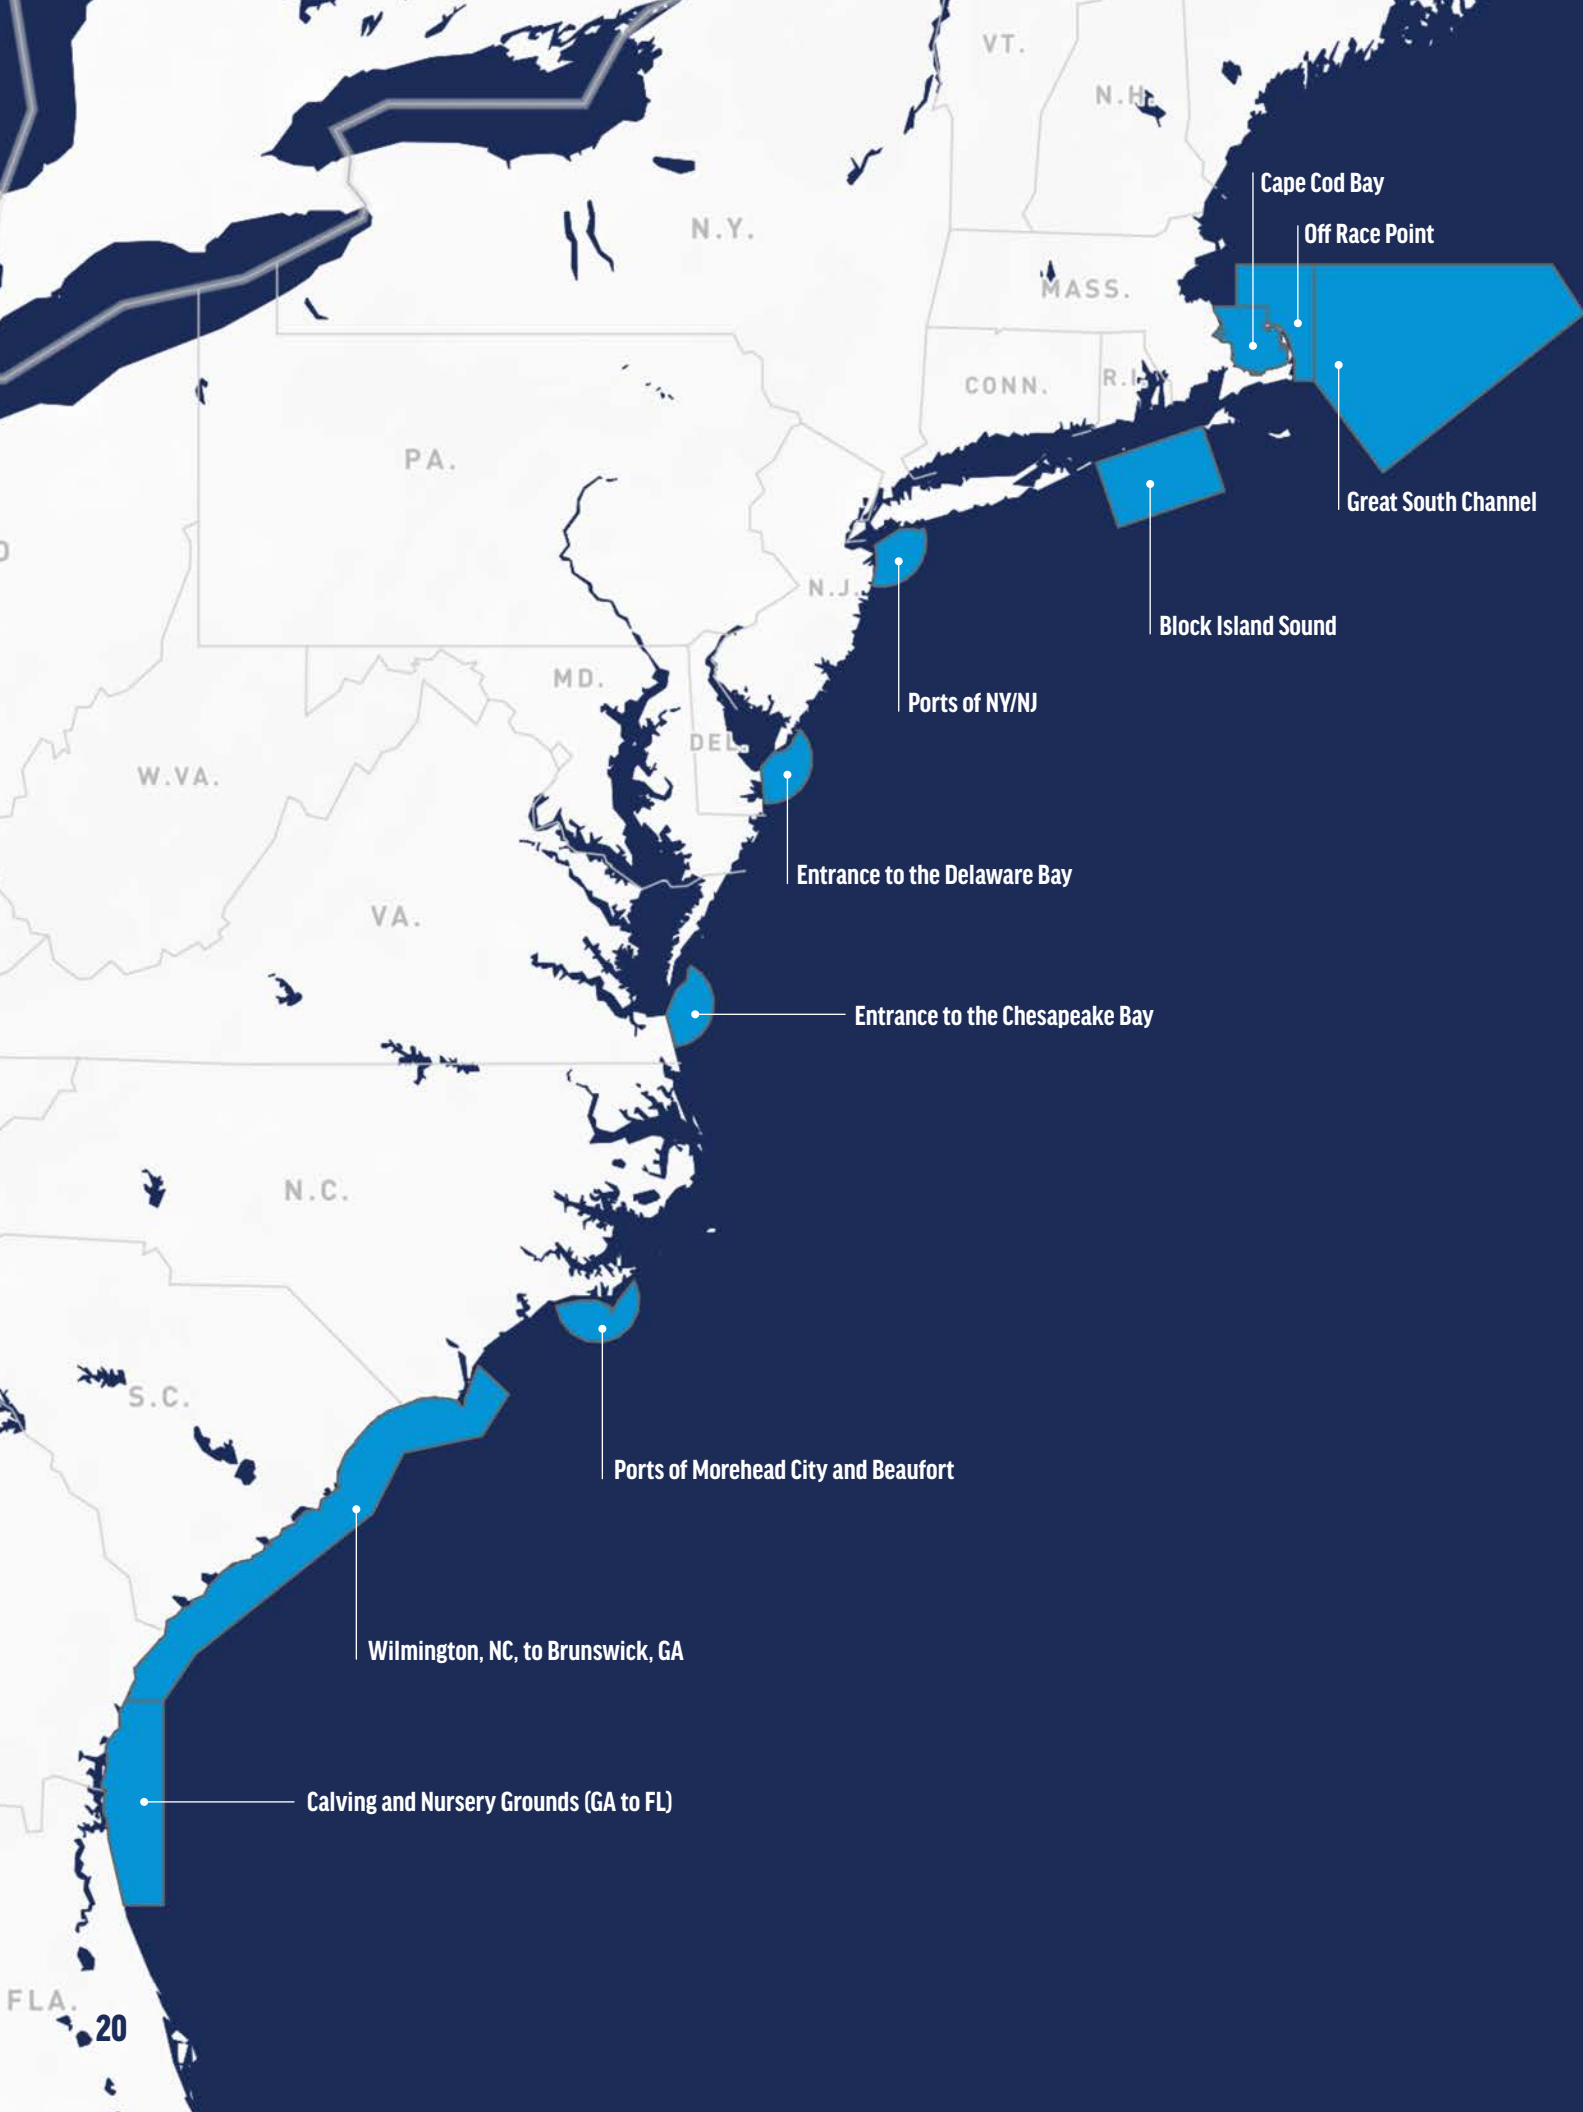 VT.
N.H.
Cape Cod Bay
Off Race Point
N.Y.
MASS.
CONN.
R.I.
PA.
Great South Channel
N.J.
Block Island Sound
MD.
Ports of NY/NJ
DEL.
W.VA.
Entrance to the Delaware Bay
VA.
Entrance to the Chesapeake Bay
N.C.
S.C.
Ports of Morehead City and Beaufort
Wilmington, NC, to Brunswick, GA
Calving and Nursery Grounds (GA to FL)
FLA.
20